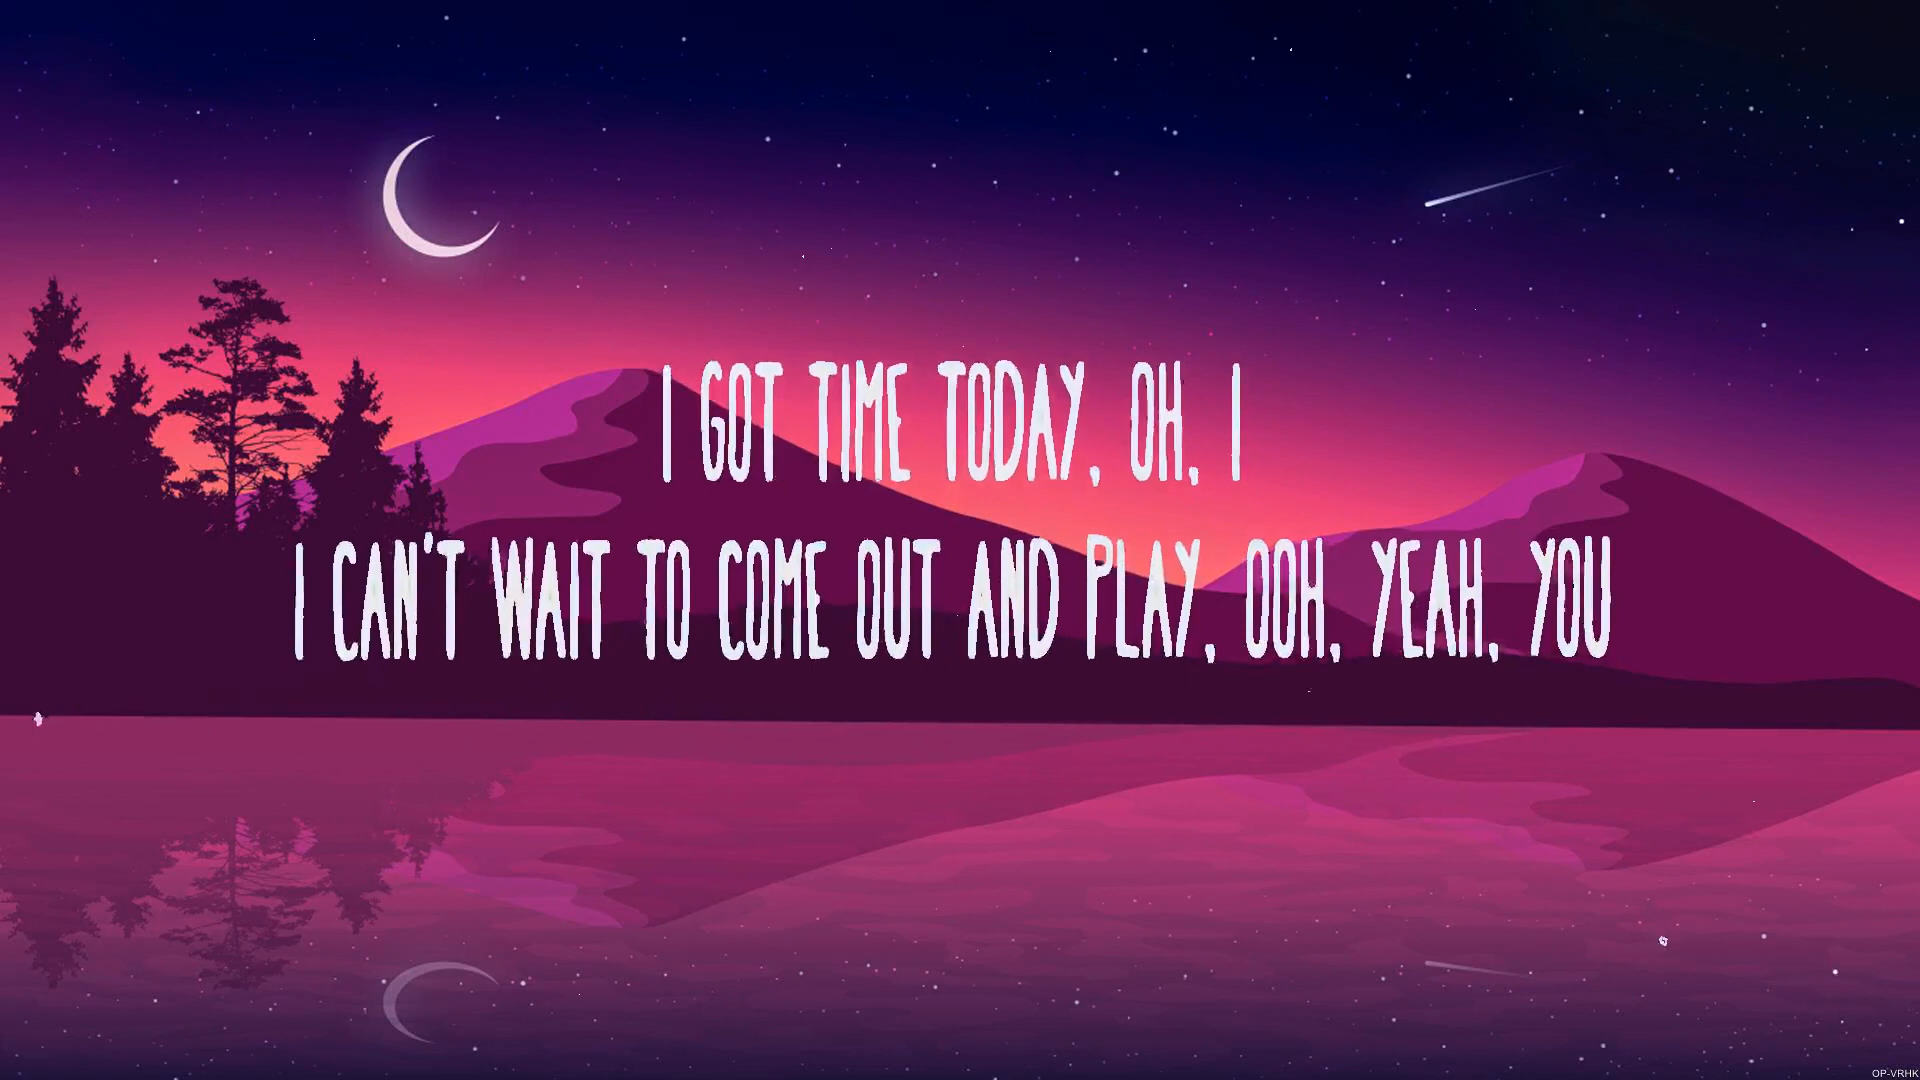 I GOT TIME TODAY, OH, I
I CAN'T WAIT TO COME OUT AND PLAY, OOH, YEAH, YOU
OP-VRHK